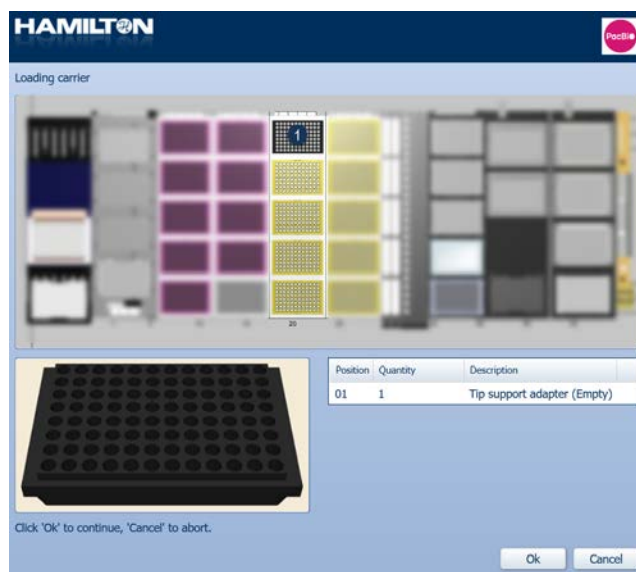 HAMILTON
PacBio
Loading carrier
1
20
Position Quantity Description
01 1 Tip support adapter (Empty)
Click 'Ok' to continue, 'Cancel' to abort.
Ok Cancel